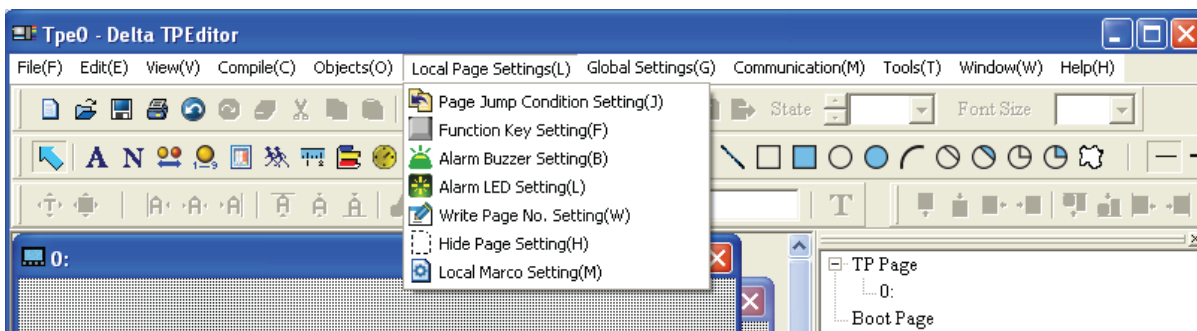 Tpe0 - Delta TPEditor
File(F) Edit(E) View(V) Compile(C) Objects(O) Local Page Settings(L) Global Settings(G) Communication(M) Tools(T) Window(W) Help(H)
Page Jump Condition Setting(J)
State
Font Size
Function Key Setting(F)
Alarm Buzzer Setting(B)
Alarm LED Setting(L)
Write Page No. Setting(W)
Hide Page Setting(H)
Local Marco Setting(M)
0:
TP Page
0:
Boot Page